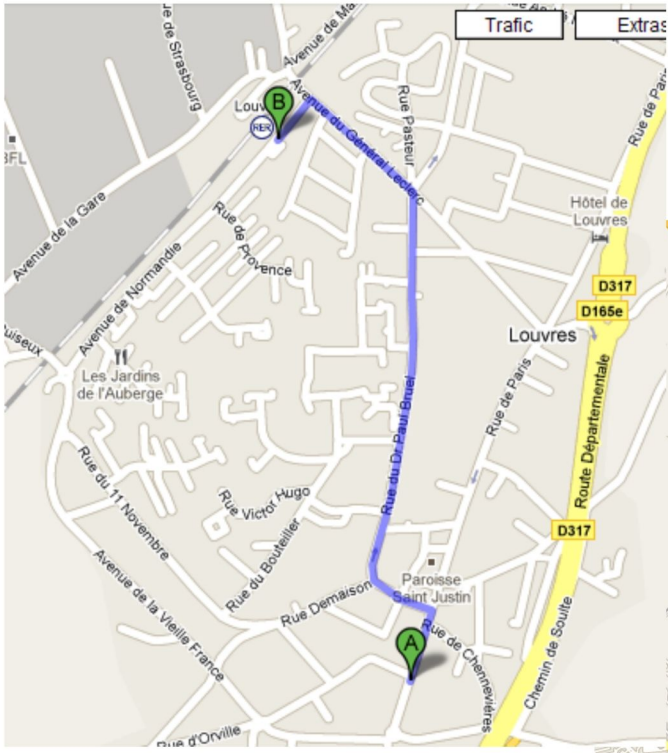 Trafic
Extras
Avenue de Ma
ue de Strasbourg
Rue de Paris
Louv
B
RER
Avenue du Général Leclerc
Rue Pasteur
BFL
Hôtel de
Louvres
Avenue de la Gare
Rue de Provence
Avenue de Normandie
D317
D165e
Louvres
uiseux
Les Jardins
de l'Auberge
Rue de Paris
Route Départementale
Rue du Dr Paul Bruel
Rue du 11 Novembre
Rue Victor Hugo
D317
Rue du Bouteiller
Avenue de la Vieille France
Rue Demaison
Paroisse
Saint Justin
A
Rue de Chennevières
Chemin de Soulte
Rue d'Orville